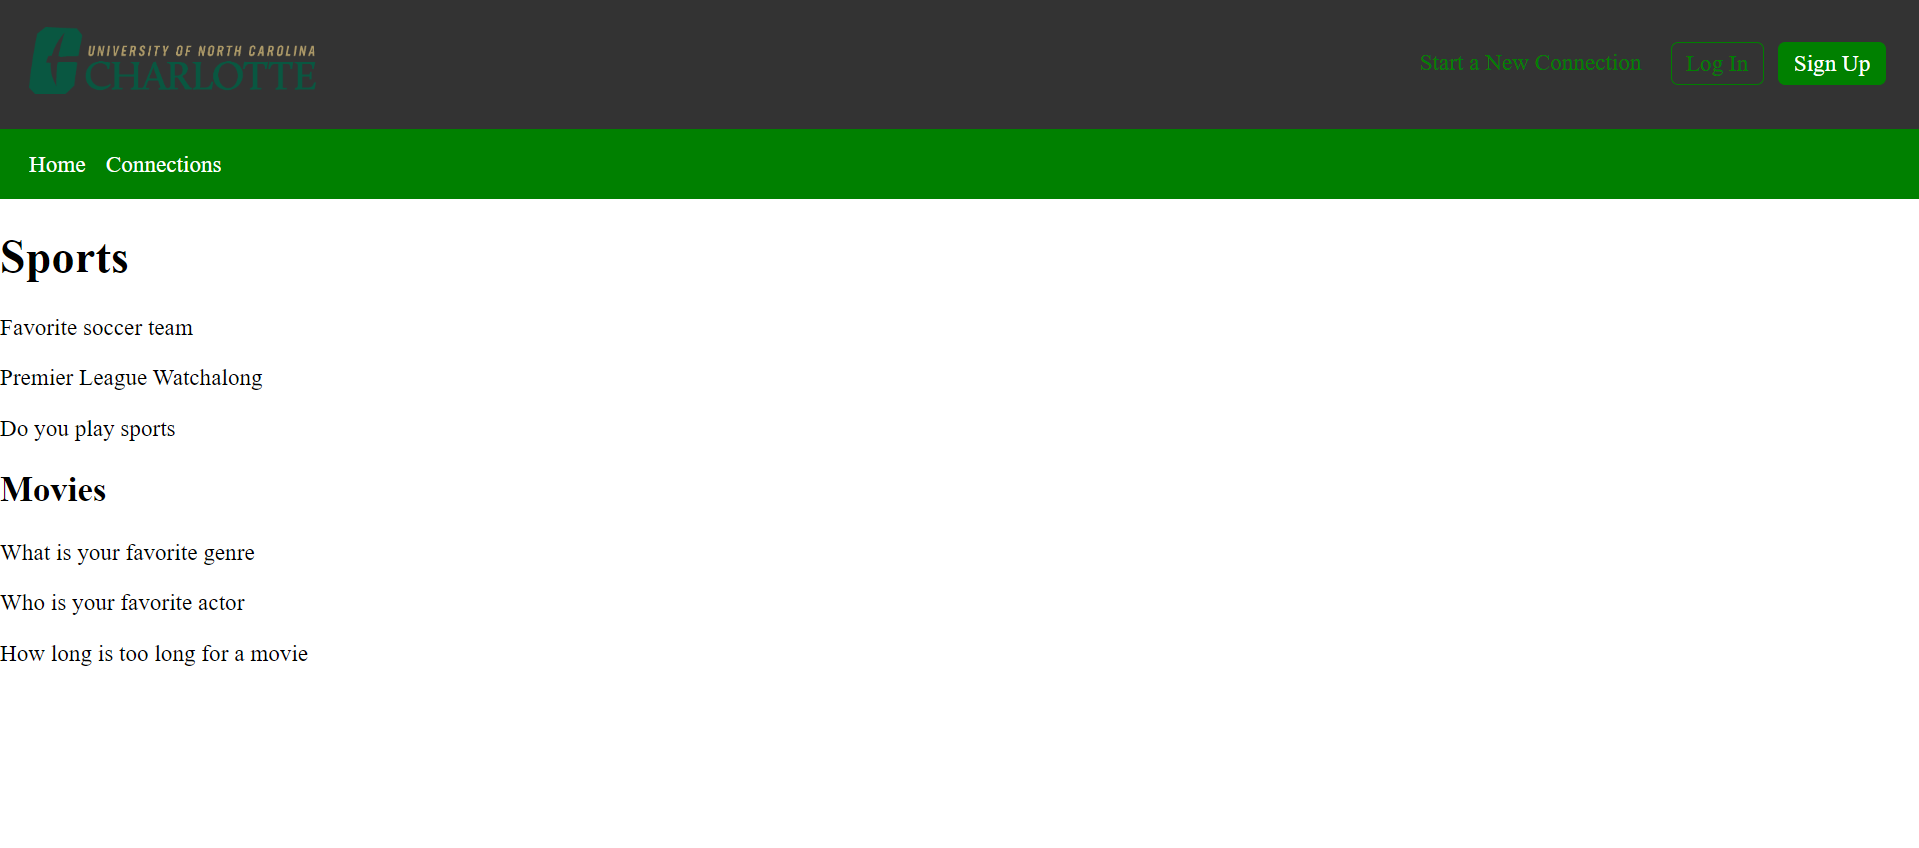 UNIVERSITY OF NORTH CAROLINA
CHARLOTTE
Start a New Connection
Log In
Sign Up
Home
Connections
Sports
Favorite soccer team
Premier League Watchalong
Do you play sports
Movies
What is your favorite genre
Who is your favorite actor
How long is too long for a movie